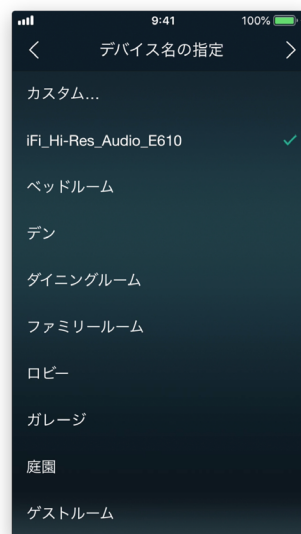 9:41
100%
デバイス名の指定
カスタム...
iFi_Hi-Res_Audio_E610
ベッドルーム
デン
ダイニングルーム
ファミリールーム
ロビー
ガレージ
庭園
ゲストルーム